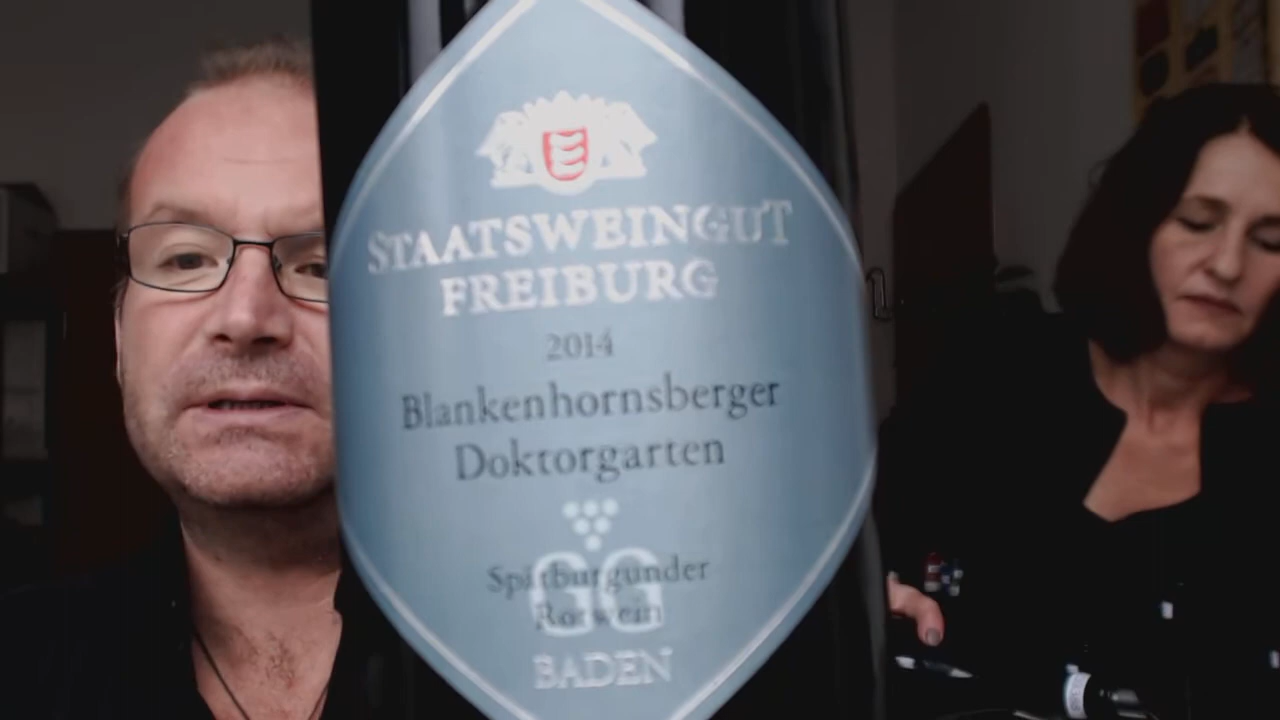 STAATSWEINGUT
FREIBURG
2014
Blankenhornsberger
Doktorgarten
GG
Spätburgunder
Rotwein
BADEN